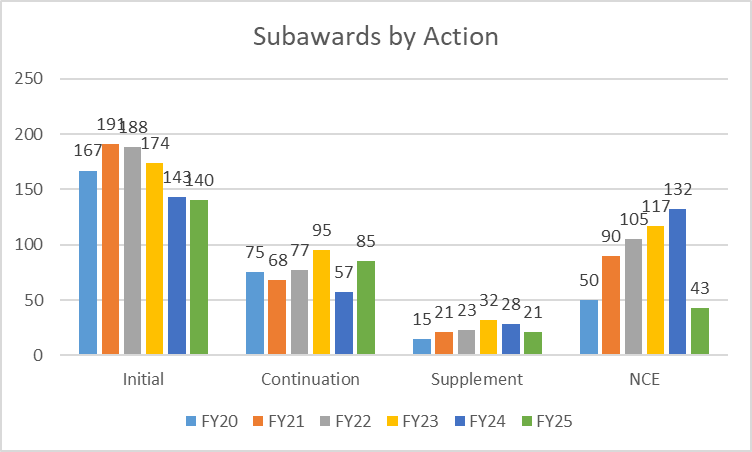 Subawards by Action
250
200
150
100
50
0
167 191 188 174 143 140
75 68 77 95 57 85
15 21 23 32 28 21
50 90 105 117 132 43
Initial Continuation Supplement NCE
FY20 FY21 FY22 FY23 FY24 FY25